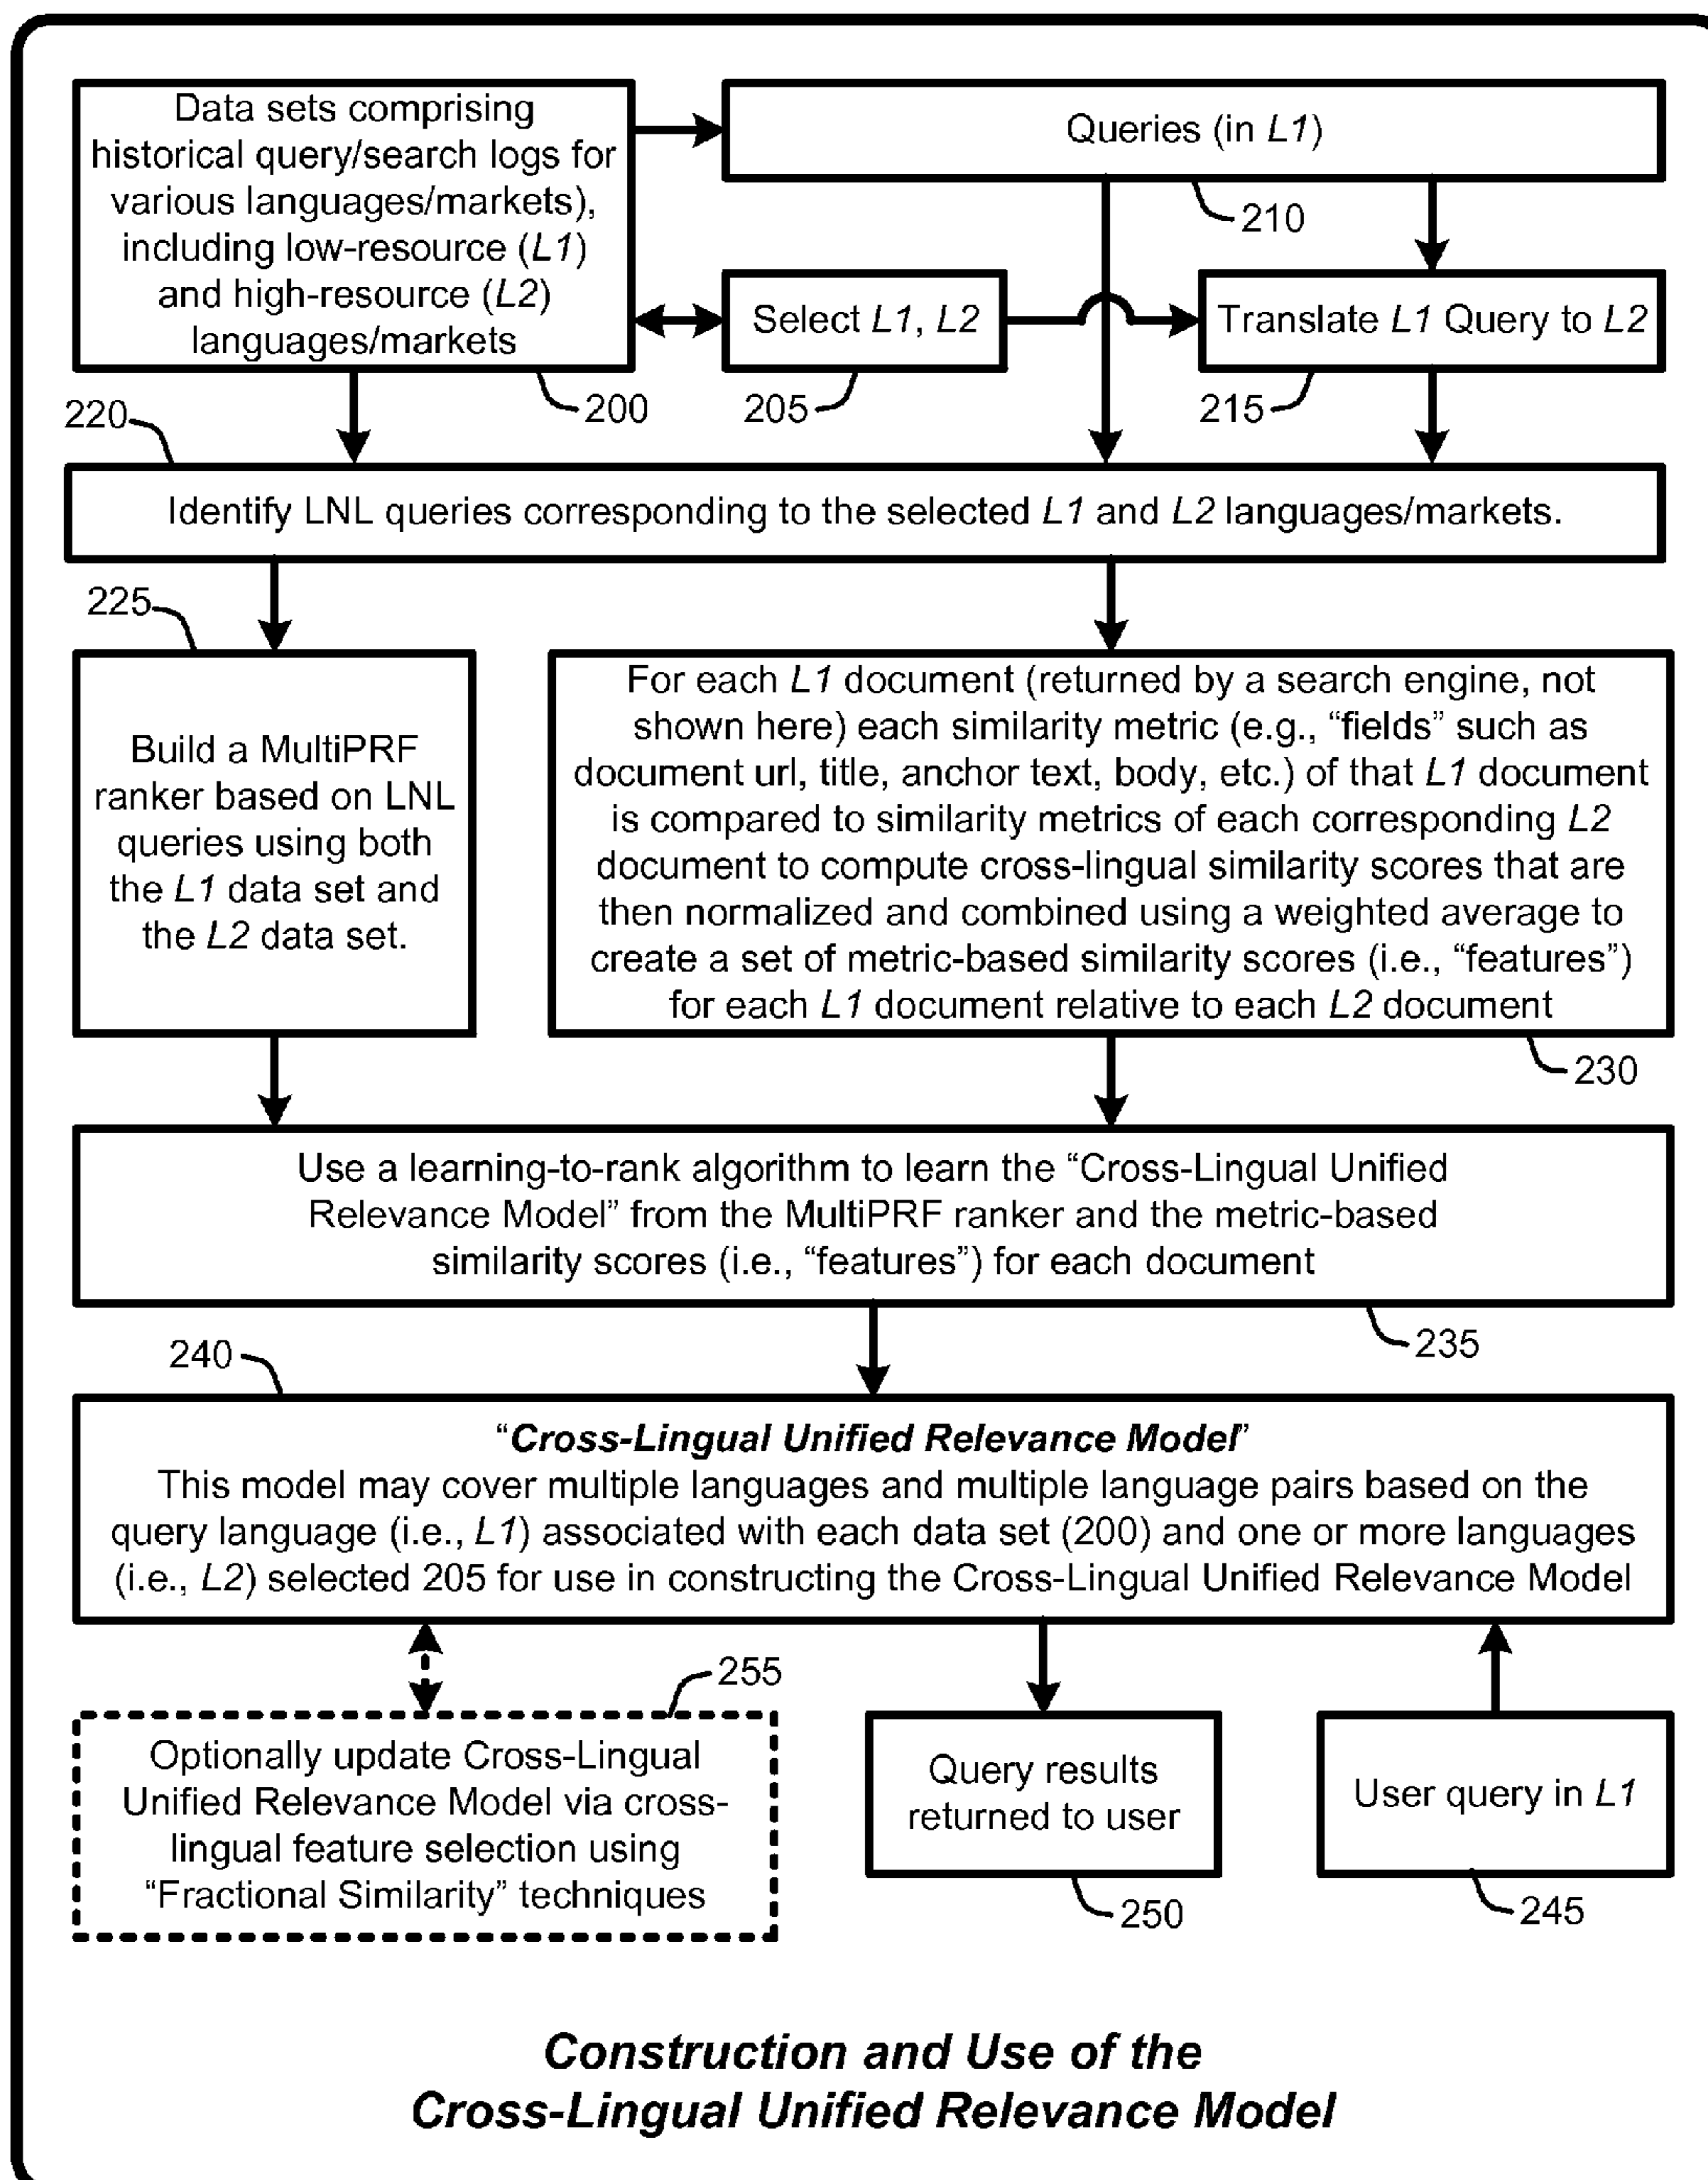 Data sets comprising
historical query/search logs for
various languages/markets),
including low-resource (L1)
and high-resource (L2)
languages/markets
Queries (in L1)
210
Select L1, L2
Translate L1 Query to L2
200
205
215
220
Identify LNL queries corresponding to the selected L1 and L2 languages/markets.
225
Build a MultiPRF
ranker based on LNL
queries using both
the L1 data set and
the L2 data set.
For each L1 document (returned by a search engine, not
shown here) each similarity metric (e.g., “fields” such as
document url, title, anchor text, body, etc.) of that L1 document
is compared to similarity metrics of each corresponding L2
document to compute cross-lingual similarity scores that are
then normalized and combined using a weighted average to
create a set of metric-based similarity scores (i.e., “features”)
for each L1 document relative to each L2 document
230
Use a learning-to-rank algorithm to learn the “Cross-Lingual Unified
Relevance Model” from the MultiPRF ranker and the metric-based
similarity scores (i.e., “features”) for each document
235
240
“Cross-Lingual Unified Relevance Model”
This model may cover multiple languages and multiple language pairs based on the
query language (i.e., L1) associated with each data set (200) and one or more languages
(i.e., L2) selected 205 for use in constructing the Cross-Lingual Unified Relevance Model
255
Optionally update Cross-Lingual
Unified Relevance Model via cross-
lingual feature selection using
“Fractional Similarity” techniques
Query results
returned to user
250
User query in L1
245
Construction and Use of the
Cross-Lingual Unified Relevance Model